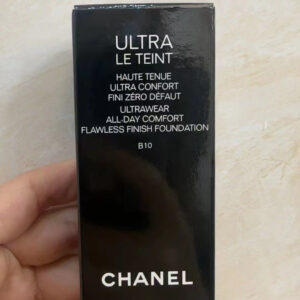 ULTRA
LE TEINT
HAUTE TENUE
ULTRA CONFORT
FINI ZÉRO DÉFAUT
ULTRAWEAR
ALL-DAY COMFORT
FLAWLESS FINISH FOUNDATION
B10
CHANEL